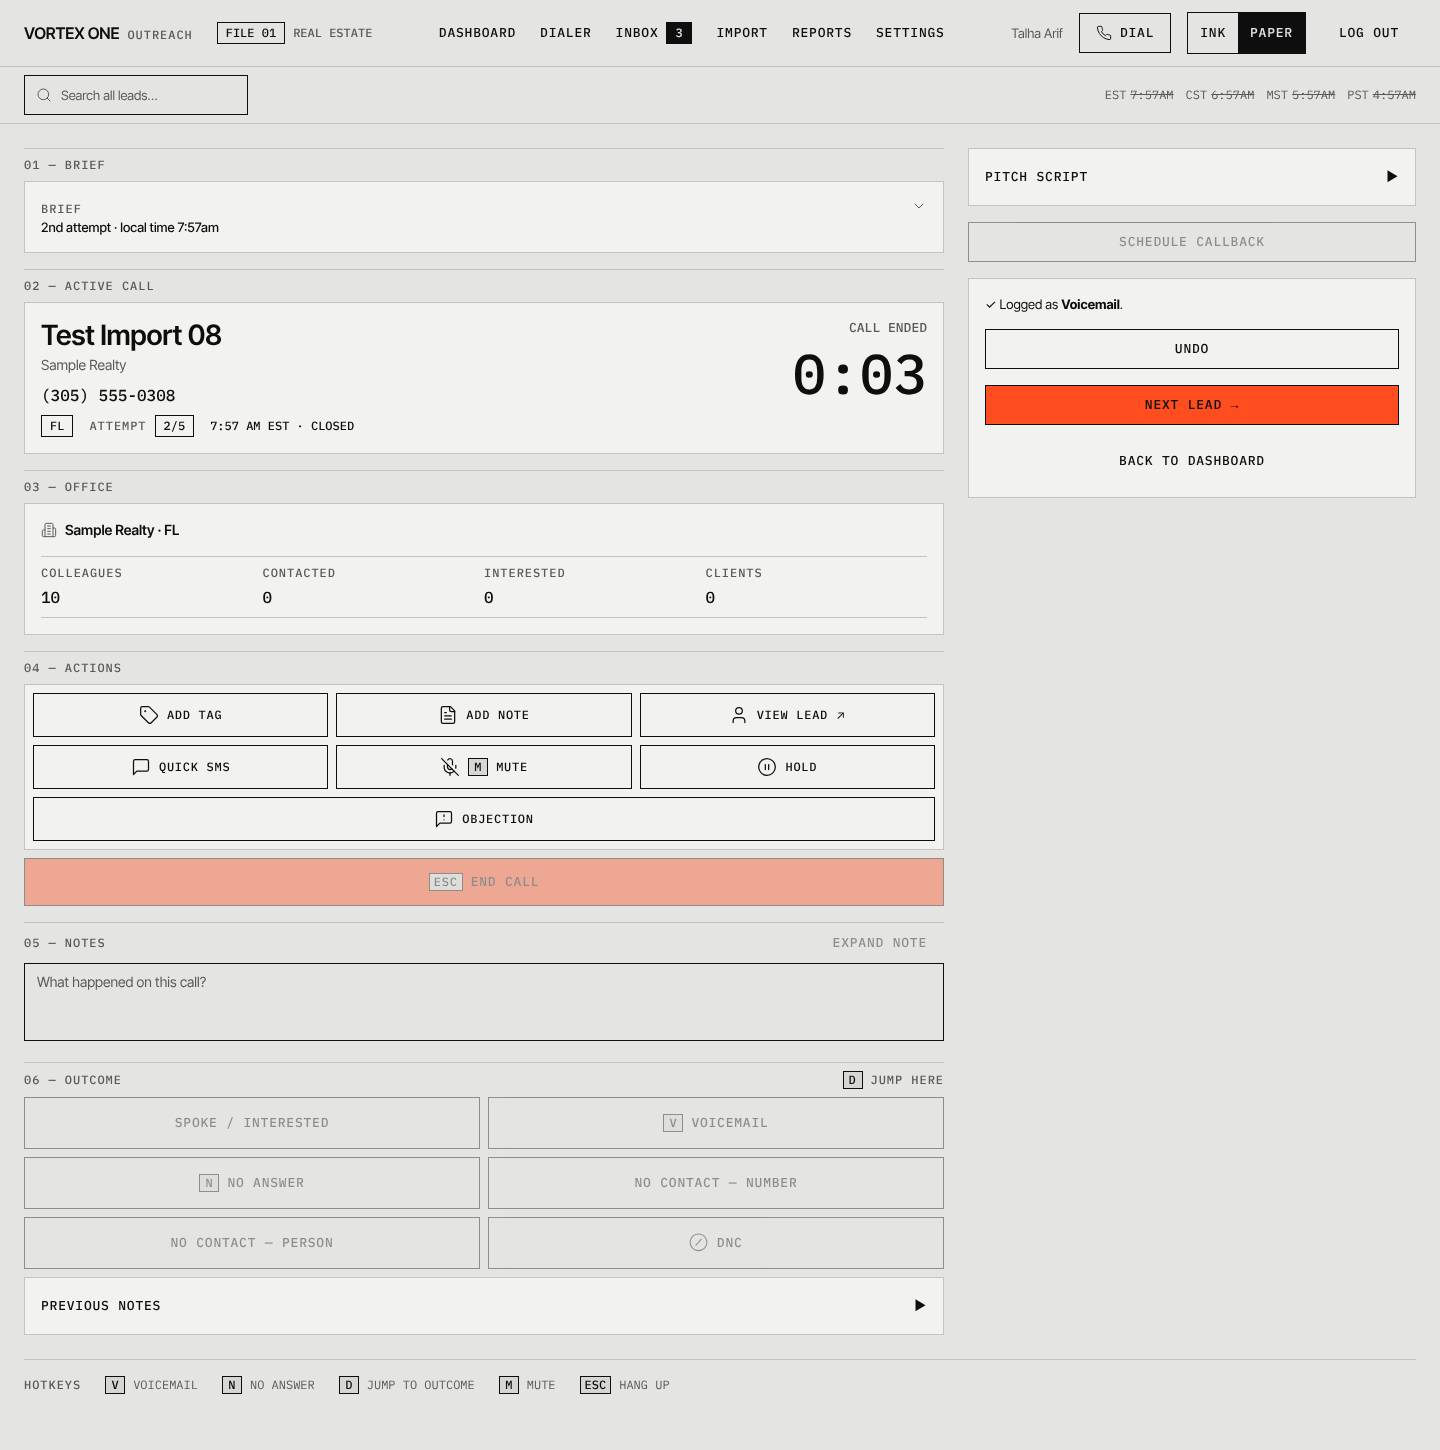 VORTEX ONE OUTREACH FILE 01 REAL ESTATE DASHBOARD DIALER INBOX 3 IMPORT REPORTS SETTINGS Talha Arif DIAL INK PAPER LOG OUT
Search all leads... EST 7:57AM CST 6:57AM MST 5:57AM PST 4:57AM
01 — BRIEF
BRIEF
2nd attempt · local time 7:57am
02 — ACTIVE CALL
Test Import 08
Sample Realty
(305) 555-0308
FL ATTEMPT 2/5 7:57 AM EST · CLOSED
CALL ENDED
0:03
03 — OFFICE
Sample Realty · FL
COLLEAGUES CONTACTED INTERESTED CLIENTS
10 0 0 0
04 — ACTIONS
ADD TAG ADD NOTE VIEW LEAD ↗
QUICK SMS M MUTE HOLD
OBJECTION
ESC END CALL
05 — NOTES EXPAND NOTE
What happened on this call?
06 — OUTCOME D JUMP HERE
SPOKE / INTERESTED V VOICEMAIL
N NO ANSWER NO CONTACT — NUMBER
NO CONTACT — PERSON DNC
PREVIOUS NOTES ▶
PITCH SCRIPT ▶
SCHEDULE CALLBACK
✓ Logged as Voicemail.
UNDO
NEXT LEAD →
BACK TO DASHBOARD
HOTKEYS V VOICEMAIL N NO ANSWER D JUMP TO OUTCOME M MUTE ESC HANG UP